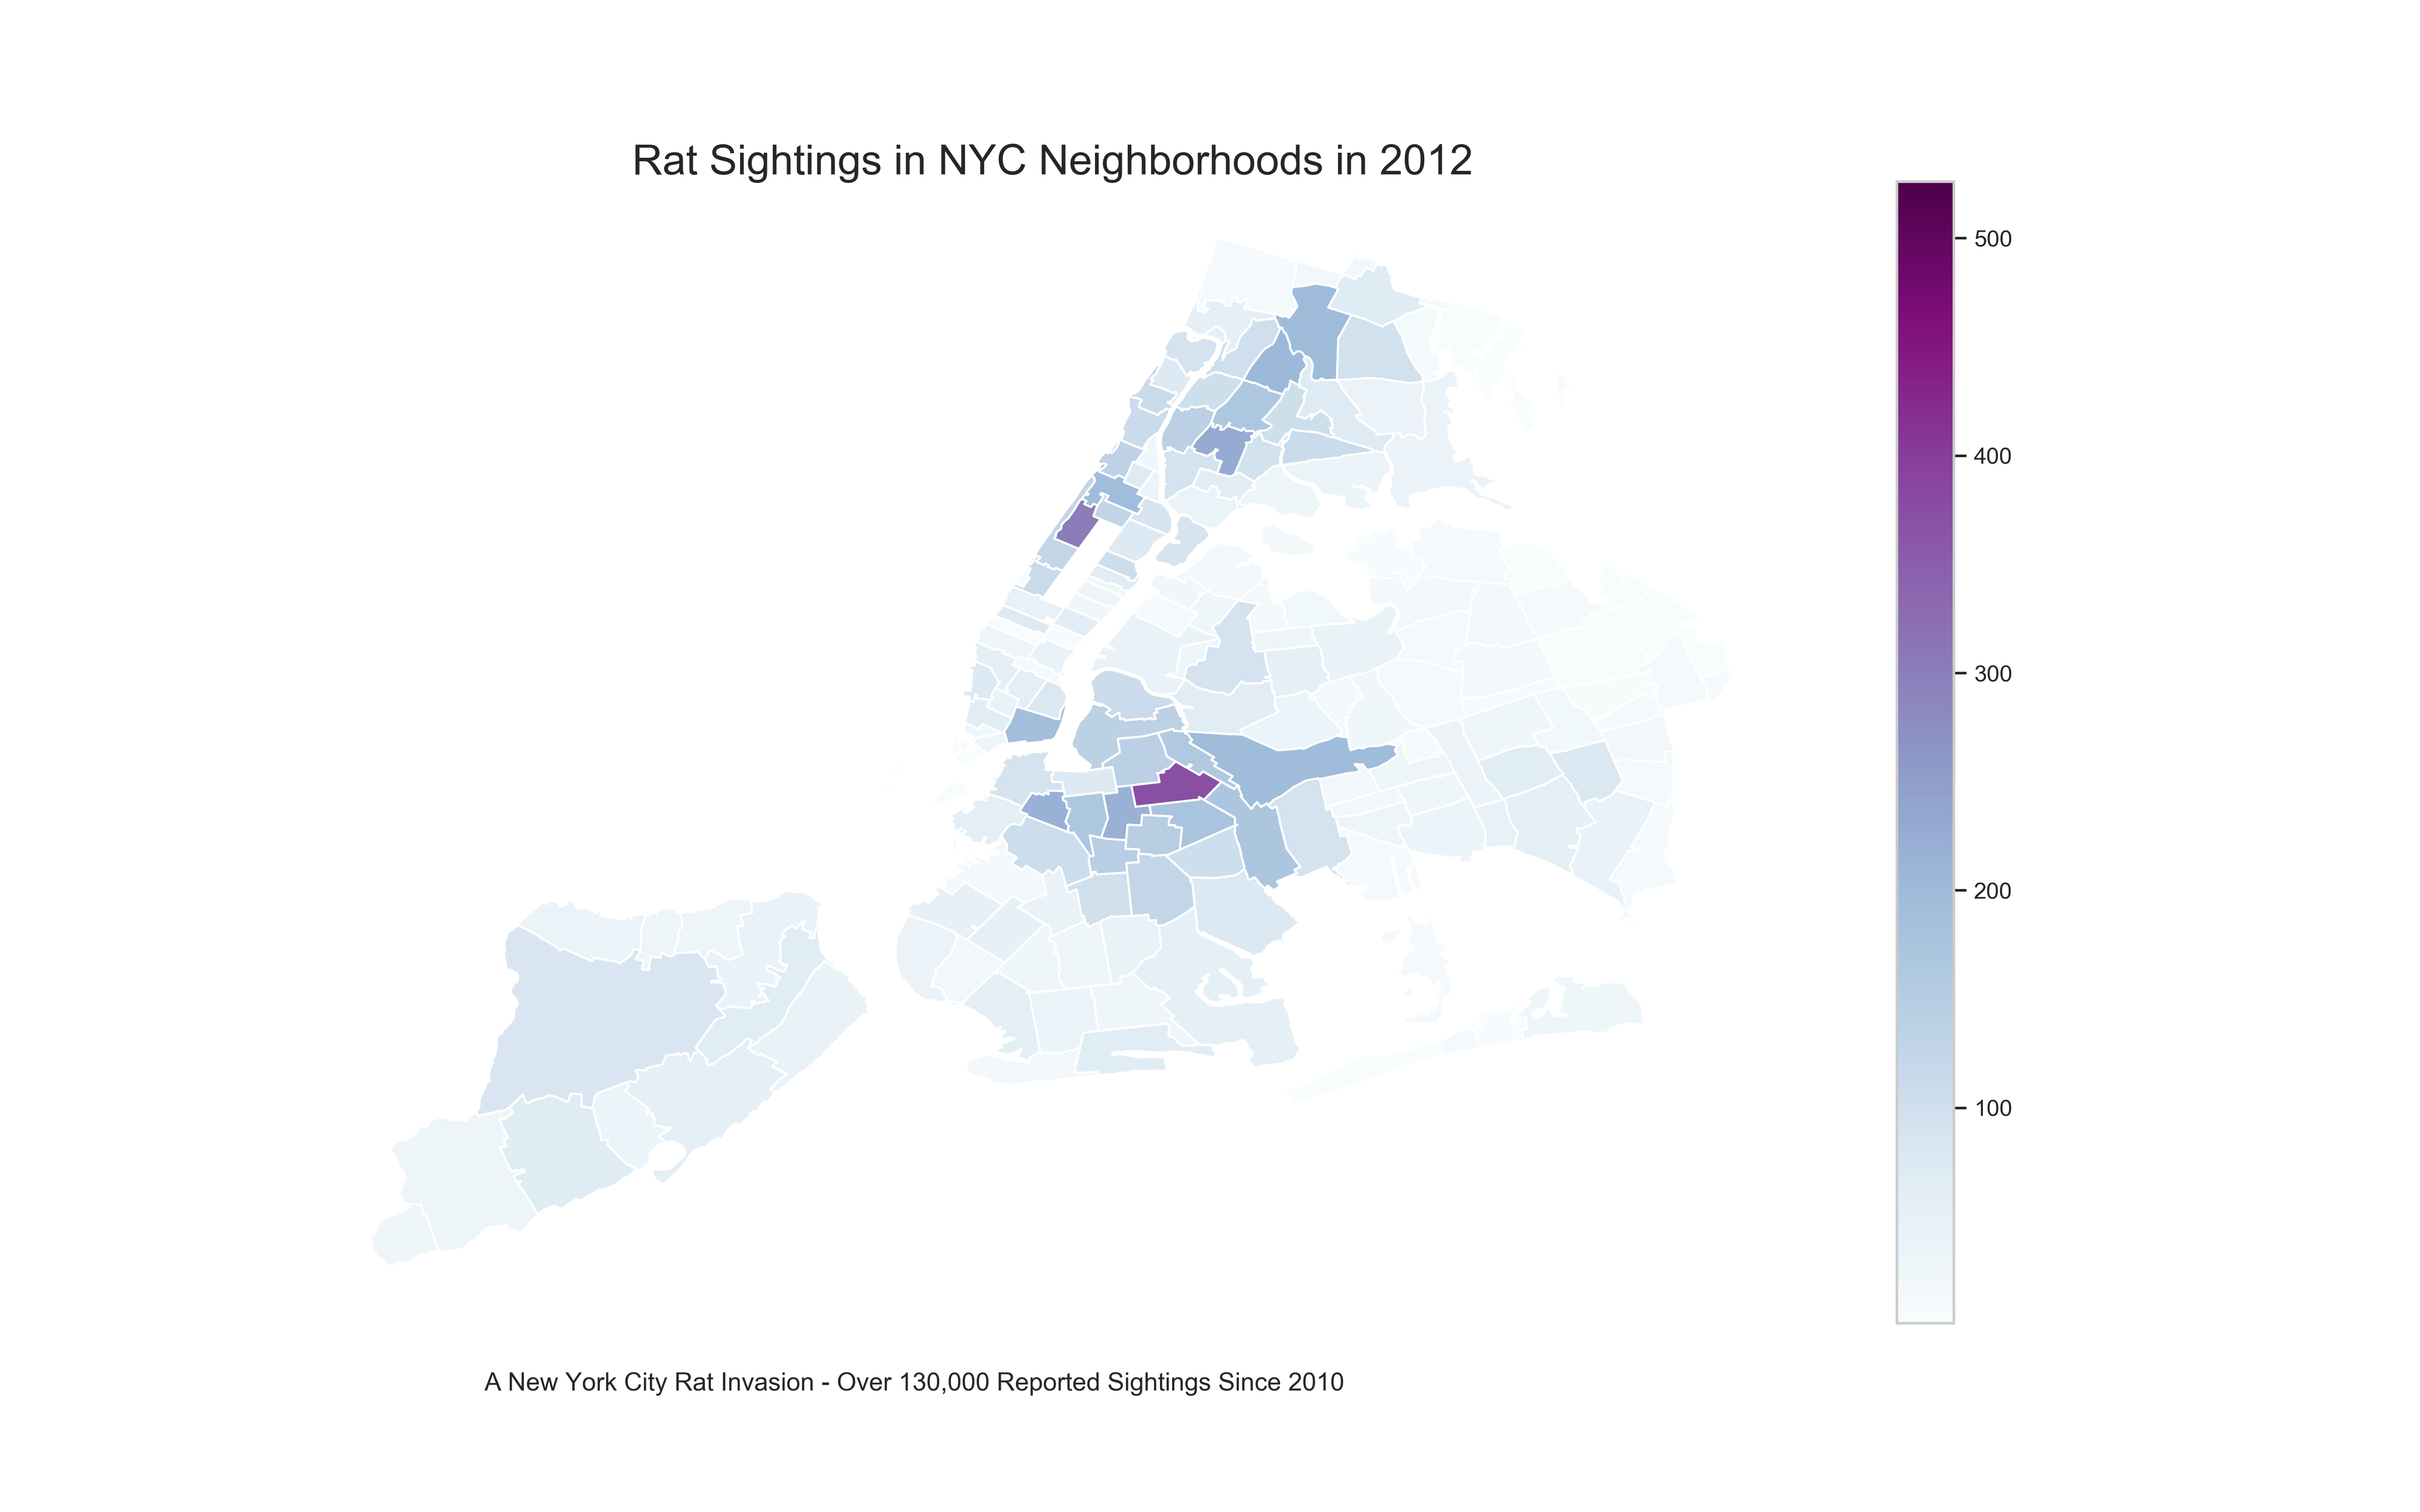 Rat Sightings in NYC Neighborhoods in 2012
500
400
300
200
100
A New York City Rat Invasion - Over 130,000 Reported Sightings Since 2010